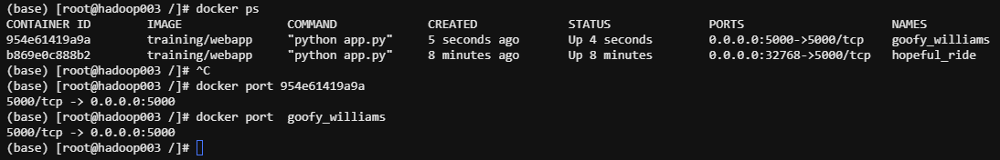 (base) [root@hadoop003 /]# docker ps
CONTAINER ID        IMAGE               COMMAND             CREATED             STATUS              PORTS                     NAMES
954e61419a9a        training/webapp     "python app.py"     5 seconds ago       Up 4 seconds        0.0.0.0:5000->5000/tcp    goofy_williams
b869e0c888b2        training/webapp     "python app.py"     8 minutes ago       Up 8 minutes        0.0.0.0:32768->5000/tcp   hopeful_ride
(base) [root@hadoop003 /]# ^C
(base) [root@hadoop003 /]# docker port 954e61419a9a
5000/tcp -> 0.0.0.0:5000
(base) [root@hadoop003 /]# docker port  goofy_williams
5000/tcp -> 0.0.0.0:5000
(base) [root@hadoop003 /]#